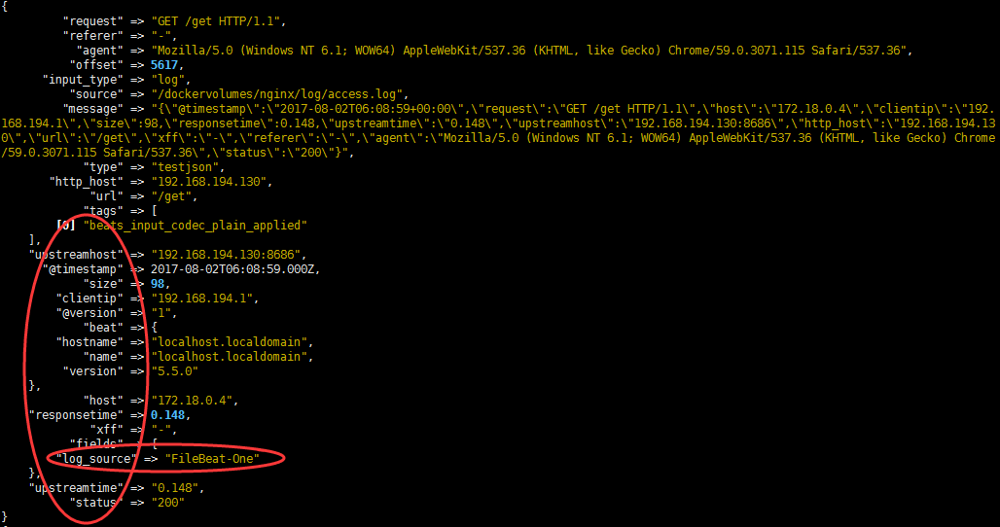 {
"request" => "GET /get HTTP/1.1",
"referer" => "-",
"agent" => "Mozilla/5.0 (Windows NT 6.1; WOW64) AppleWebKit/537.36 (KHTML, like Gecko) Chrome/59.0.3071.115 Safari/537.36",
"offset" => 5617,
"input_type" => "log",
"source" => "/dockervolumes/nginx/log/access.log",
"message" => "{\"@timestamp\":\"2017-08-02T06:08:59+00:00\",\"request\":\"GET /get HTTP/1.1\",\"host\":\"172.18.0.4\",\"clientip\":\"192.
168.194.1\",\"size\":98,\"responsetime\":0.148,\"upstreamtime\":\"0.148\",\"upstreamhost\":\"192.168.194.130:8686\",\"http_host\":\"192.168.194.13
0\",\"url\":\"/get\",\"xff\":\"-\",\"referer\":\"-\",\"agent\":\"Mozilla/5.0 (Windows NT 6.1; WOW64) AppleWebKit/537.36 (KHTML, like Gecko) Chrome
/59.0.3071.115 Safari/537.36\",\"status\":\"200\"}",
"type" => "testjson",
"http_host" => "192.168.194.130",
"url" => "/get",
"tags" => [
[0] "beats_input_codec_plain_applied"
],
"upstreamhost" => "192.168.194.130:8686",
"@timestamp" => 2017-08-02T06:08:59.000Z,
"size" => 98,
"clientip" => "192.168.194.1",
"@version" => "1",
"beat" => {
"hostname" => "localhost.localdomain",
"name" => "localhost.localdomain",
"version" => "5.5.0"
},
"host" => "172.18.0.4",
"responsetime" => 0.148,
"xff" => "-",
"fields" => {
"log_source" => "FileBeat-One"
},
"upstreamtime" => "0.148",
"status" => "200"
}